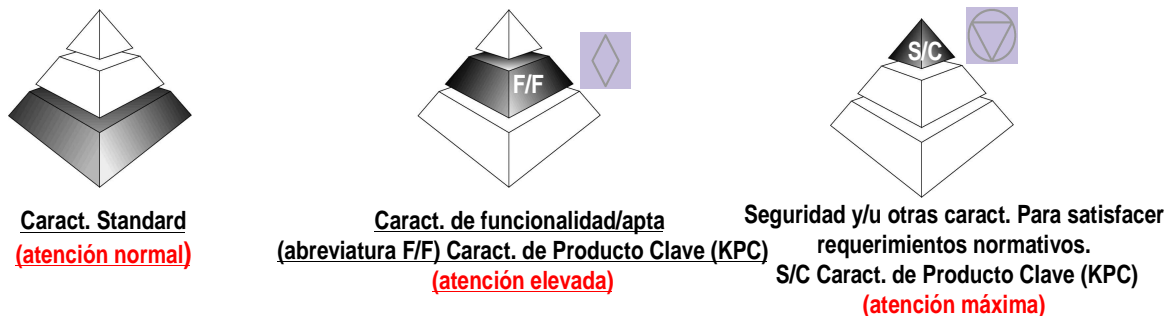 F/F
S/C
Caract. Standard
(atención normal)
Caract. de funcionalidad/apta
(abreviatura F/F) Caract. de Producto Clave (KPC)
(atención elevada)
Seguridad y/u otras caract. Para satisfacer
requerimientos normativos.
S/C Caract. de Producto Clave (KPC)
(atención máxima)